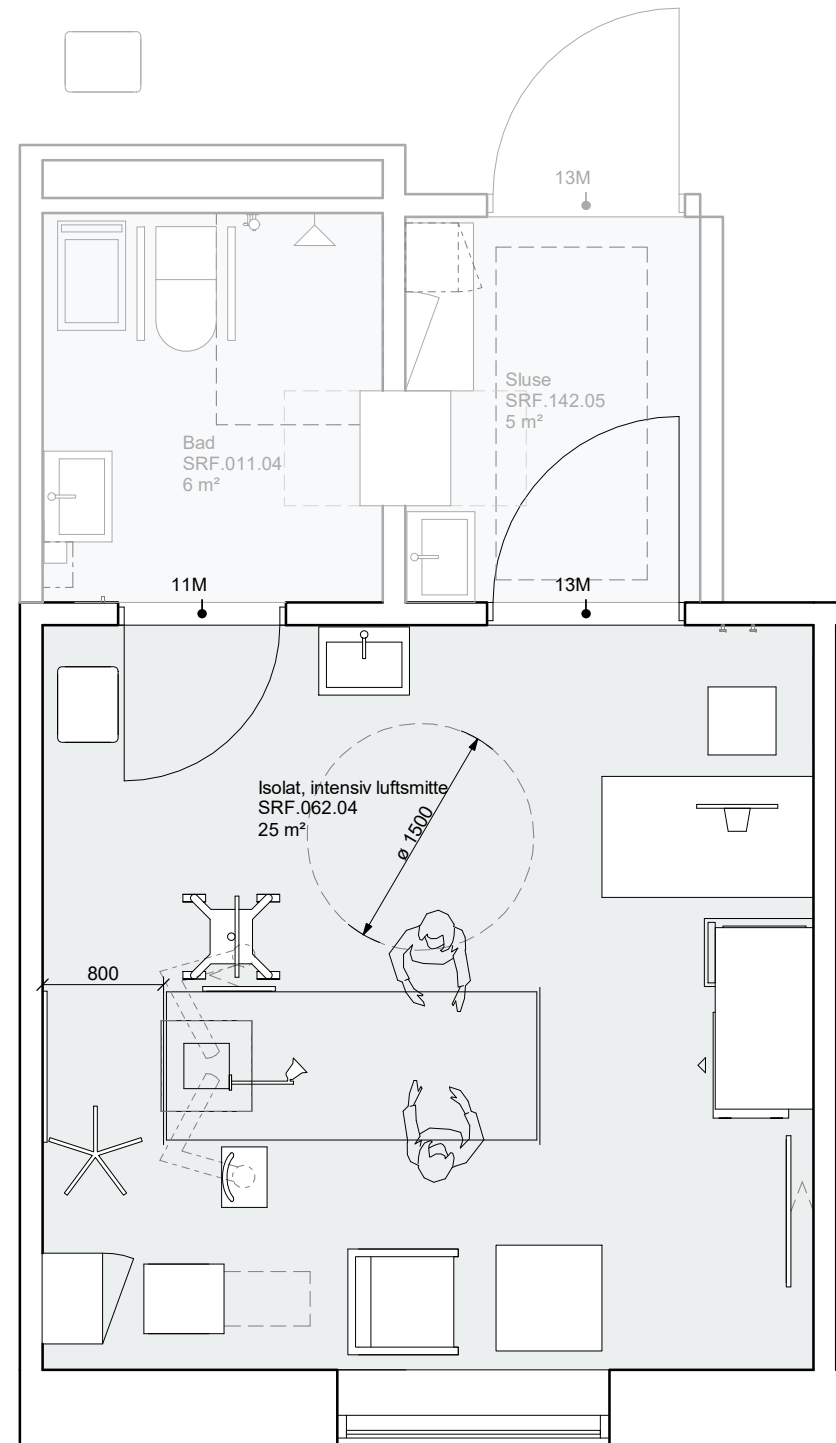 13M
Sluse
SRF.142.05
5 m²
Bad
SRF.011.04
6 m²
11M
13M
Isolat, intensiv luftsmitte
SRF.062.04
25 m²
ø 1500
800